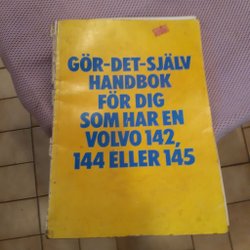 GÖR-DET-SJÄLV
HANDBOK
FÖR DIG
SOM HAR EN
VOLVO 142,
144 ELLER 145